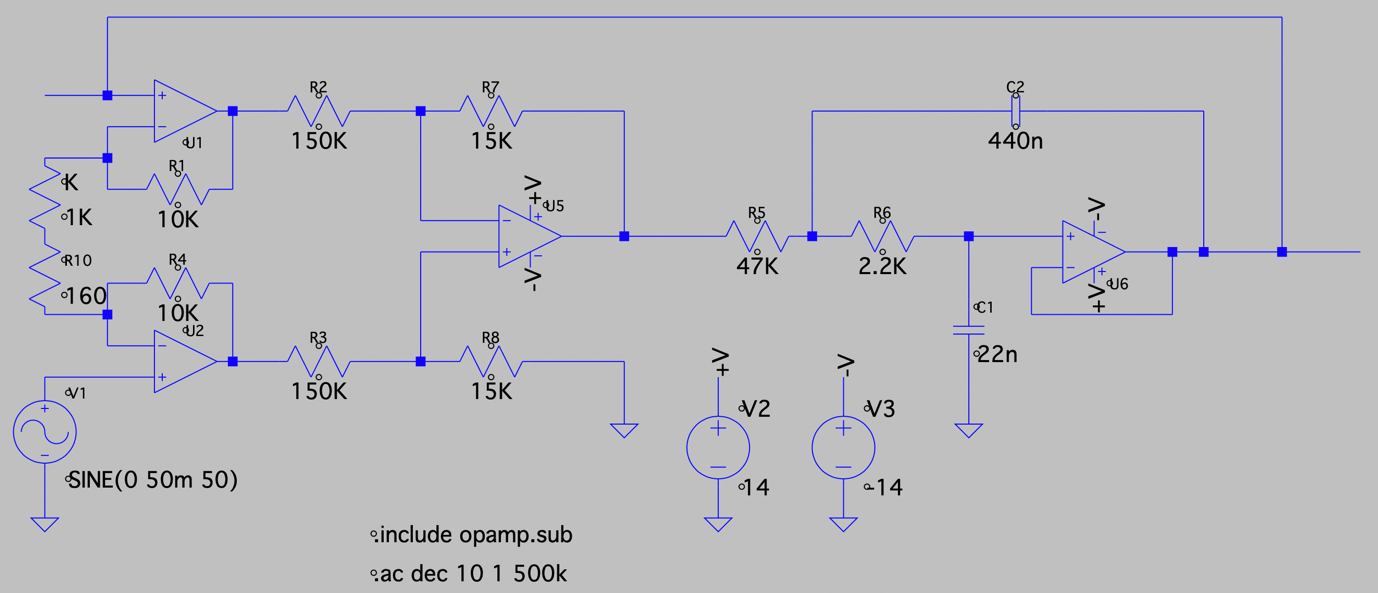 R2
150K
R7
15K
C2
440n
+
−
U1
R1
10K
K
1K
R10
160
R4
10K
U2
−
+
+V
U5
+
−
+
−
-V
R5
47K
R6
2.2K
-V
−
+
−
+
+V
U6
C1
22n
R3
150K
R8
15K
V1
+
−
SINE(0 50m 50)
+V
V2
+
−
14
-V
V3
+
−
-14
.include opamp.sub
.ac dec 10 1 500k